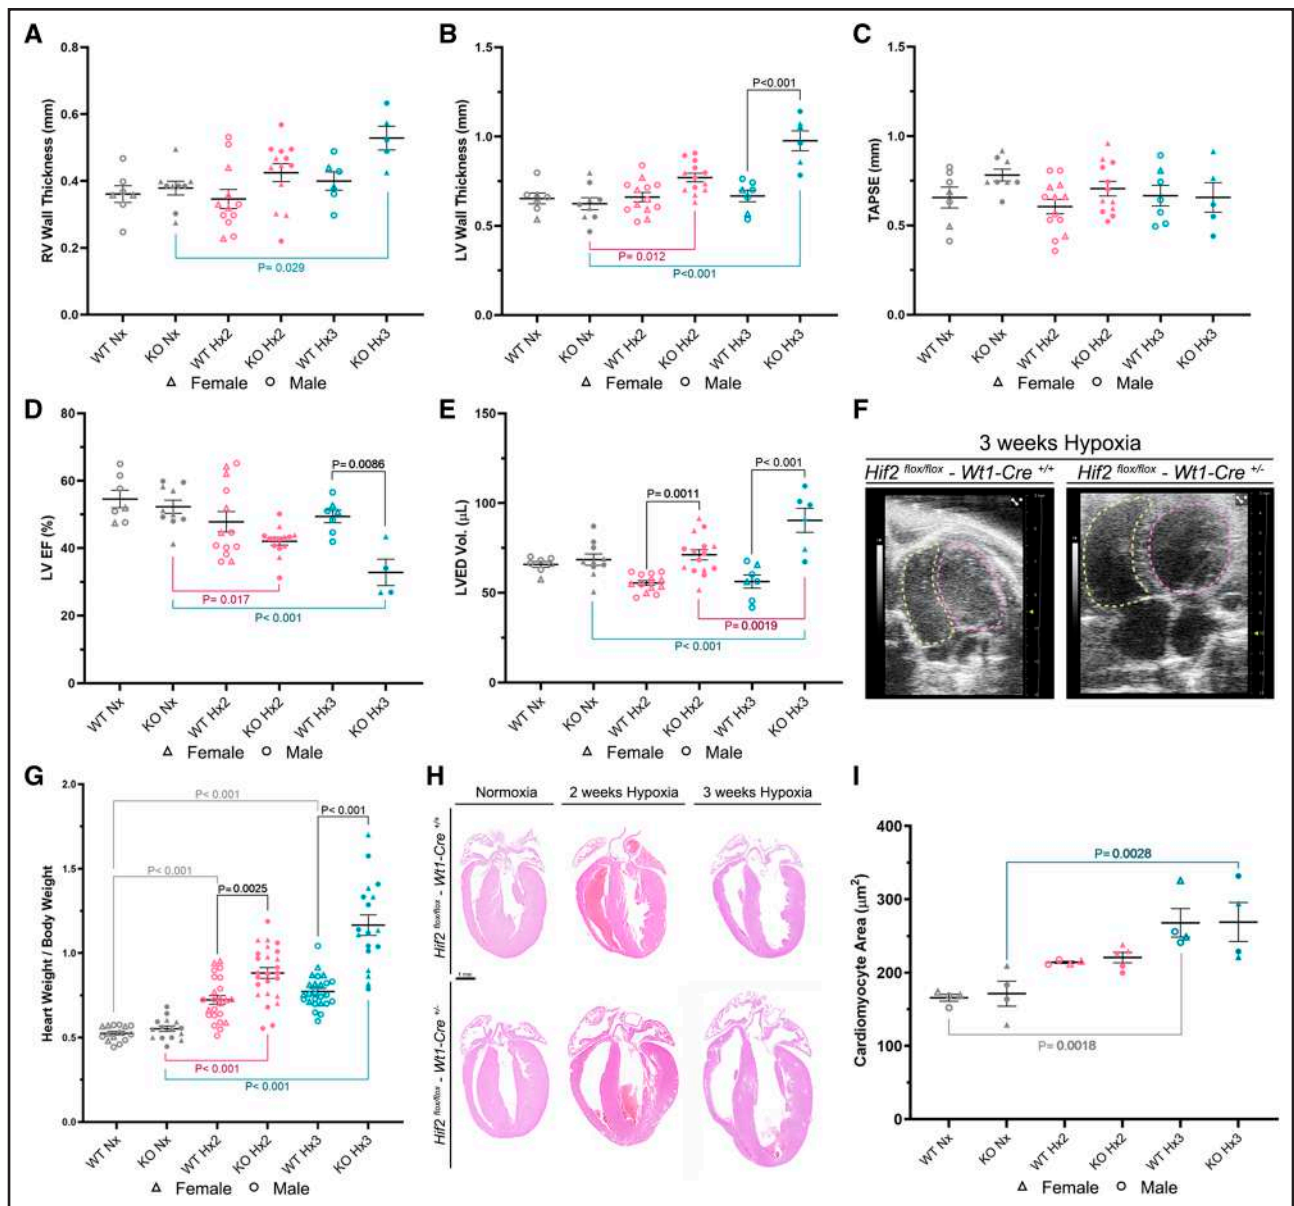 A
0.8
0.6
0.4
0.2
0.0
RV Wall Thickness (mm)
P= 0.029
WT Nx
KO Nx
WT Hx2
KO Hx2
WT Hx3
KO Hx3
△ Female ○ Male
B
1.5
1.0
0.5
0.0
LV Wall Thickness (mm)
P<0.001
P= 0.012
P<0.001
WT Nx
KO Nx
WT Hx2
KO Hx2
WT Hx3
KO Hx3
△ Female ○ Male
C
1.5
1.0
0.5
0.0
TAPSE (mm)
WT Nx
KO Nx
WT Hx2
KO Hx2
WT Hx3
KO Hx3
△ Female ○ Male
D
80
60
40
20
0
LV EF (%)
P= 0.0086
P= 0.017
P< 0.001
WT Nx
KO Nx
WT Hx2
KO Hx2
WT Hx3
KO Hx3
△ Female ○ Male
E
150
100
50
0
LVED Vol. (µL)
P< 0.001
P= 0.0011
P= 0.0019
P< 0.001
WT Nx
KO Nx
WT Hx2
KO Hx2
WT Hx3
KO Hx3
△ Female ○ Male
F
3 weeks Hypoxia
Hif2 flox/flox - Wt1-Cre +/+
Hif2 flox/flox - Wt1-Cre +/-
G
2.0
1.5
1.0
0.5
0.0
Heart Weight / Body Weight
P< 0.001
P< 0.001
P< 0.001
P= 0.0025
P< 0.001
P< 0.001
WT Nx
KO Nx
WT Hx2
KO Hx2
WT Hx3
KO Hx3
△ Female ○ Male
H
Normoxia
2 weeks Hypoxia
3 weeks Hypoxia
Hif2 flox/flox - Wt1-Cre +/+
Hif2 flox/flox - Wt1-Cre +/-
I
400
300
200
100
0
Cardiomyocyte Area (µm2)
P= 0.0028
P= 0.0018
WT Nx
KO Nx
WT Hx2
KO Hx2
WT Hx3
KO Hx3
△ Female ○ Male